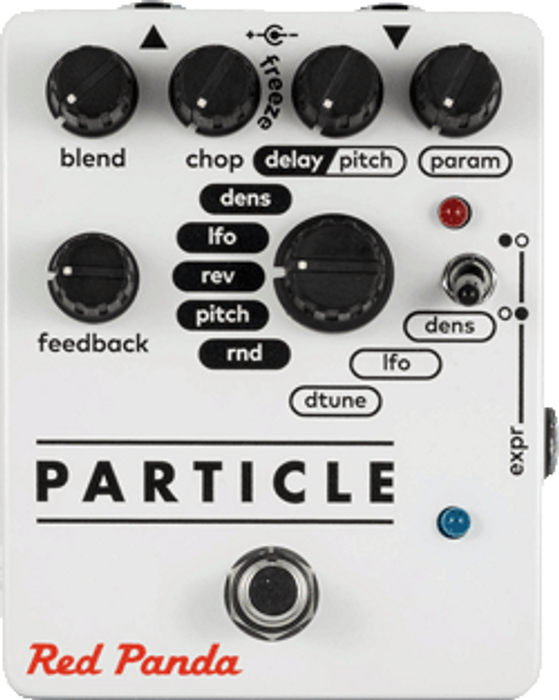 freeze
blend
chop
delay/pitch
param
dens
lfo
rev
pitch
rnd
feedback
dens
lfo
dtune
expr
PARTICLE
Red Panda